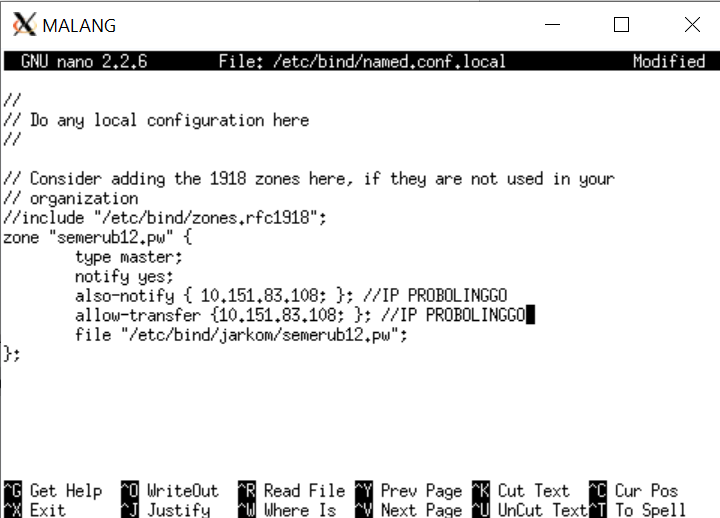 MALANG
GNU nano 2.2.6 File: /etc/bind/named.conf.local Modified
//
// Do any local configuration here
//
// Consider adding the 1918 zones here, if they are not used in your
// organization
//include "/etc/bind/zones.rfc1918";
zone "semerub12.pw" {
        type master;
        notify yes;
        also-notify { 10.151.83.108; }; //IP PROBOLINGGO
        allow-transfer {10.151.83.108; }; //IP PROBOLINGGO
        file "/etc/bind/jarkom/semerub12.pw";
};
^G Get Help ^O WriteOut ^R Read File ^Y Prev Page ^K Cut Text ^C Cur Pos
^X Exit ^J Justify ^W Where Is ^V Next Page ^U UnCut Text ^T To Spell